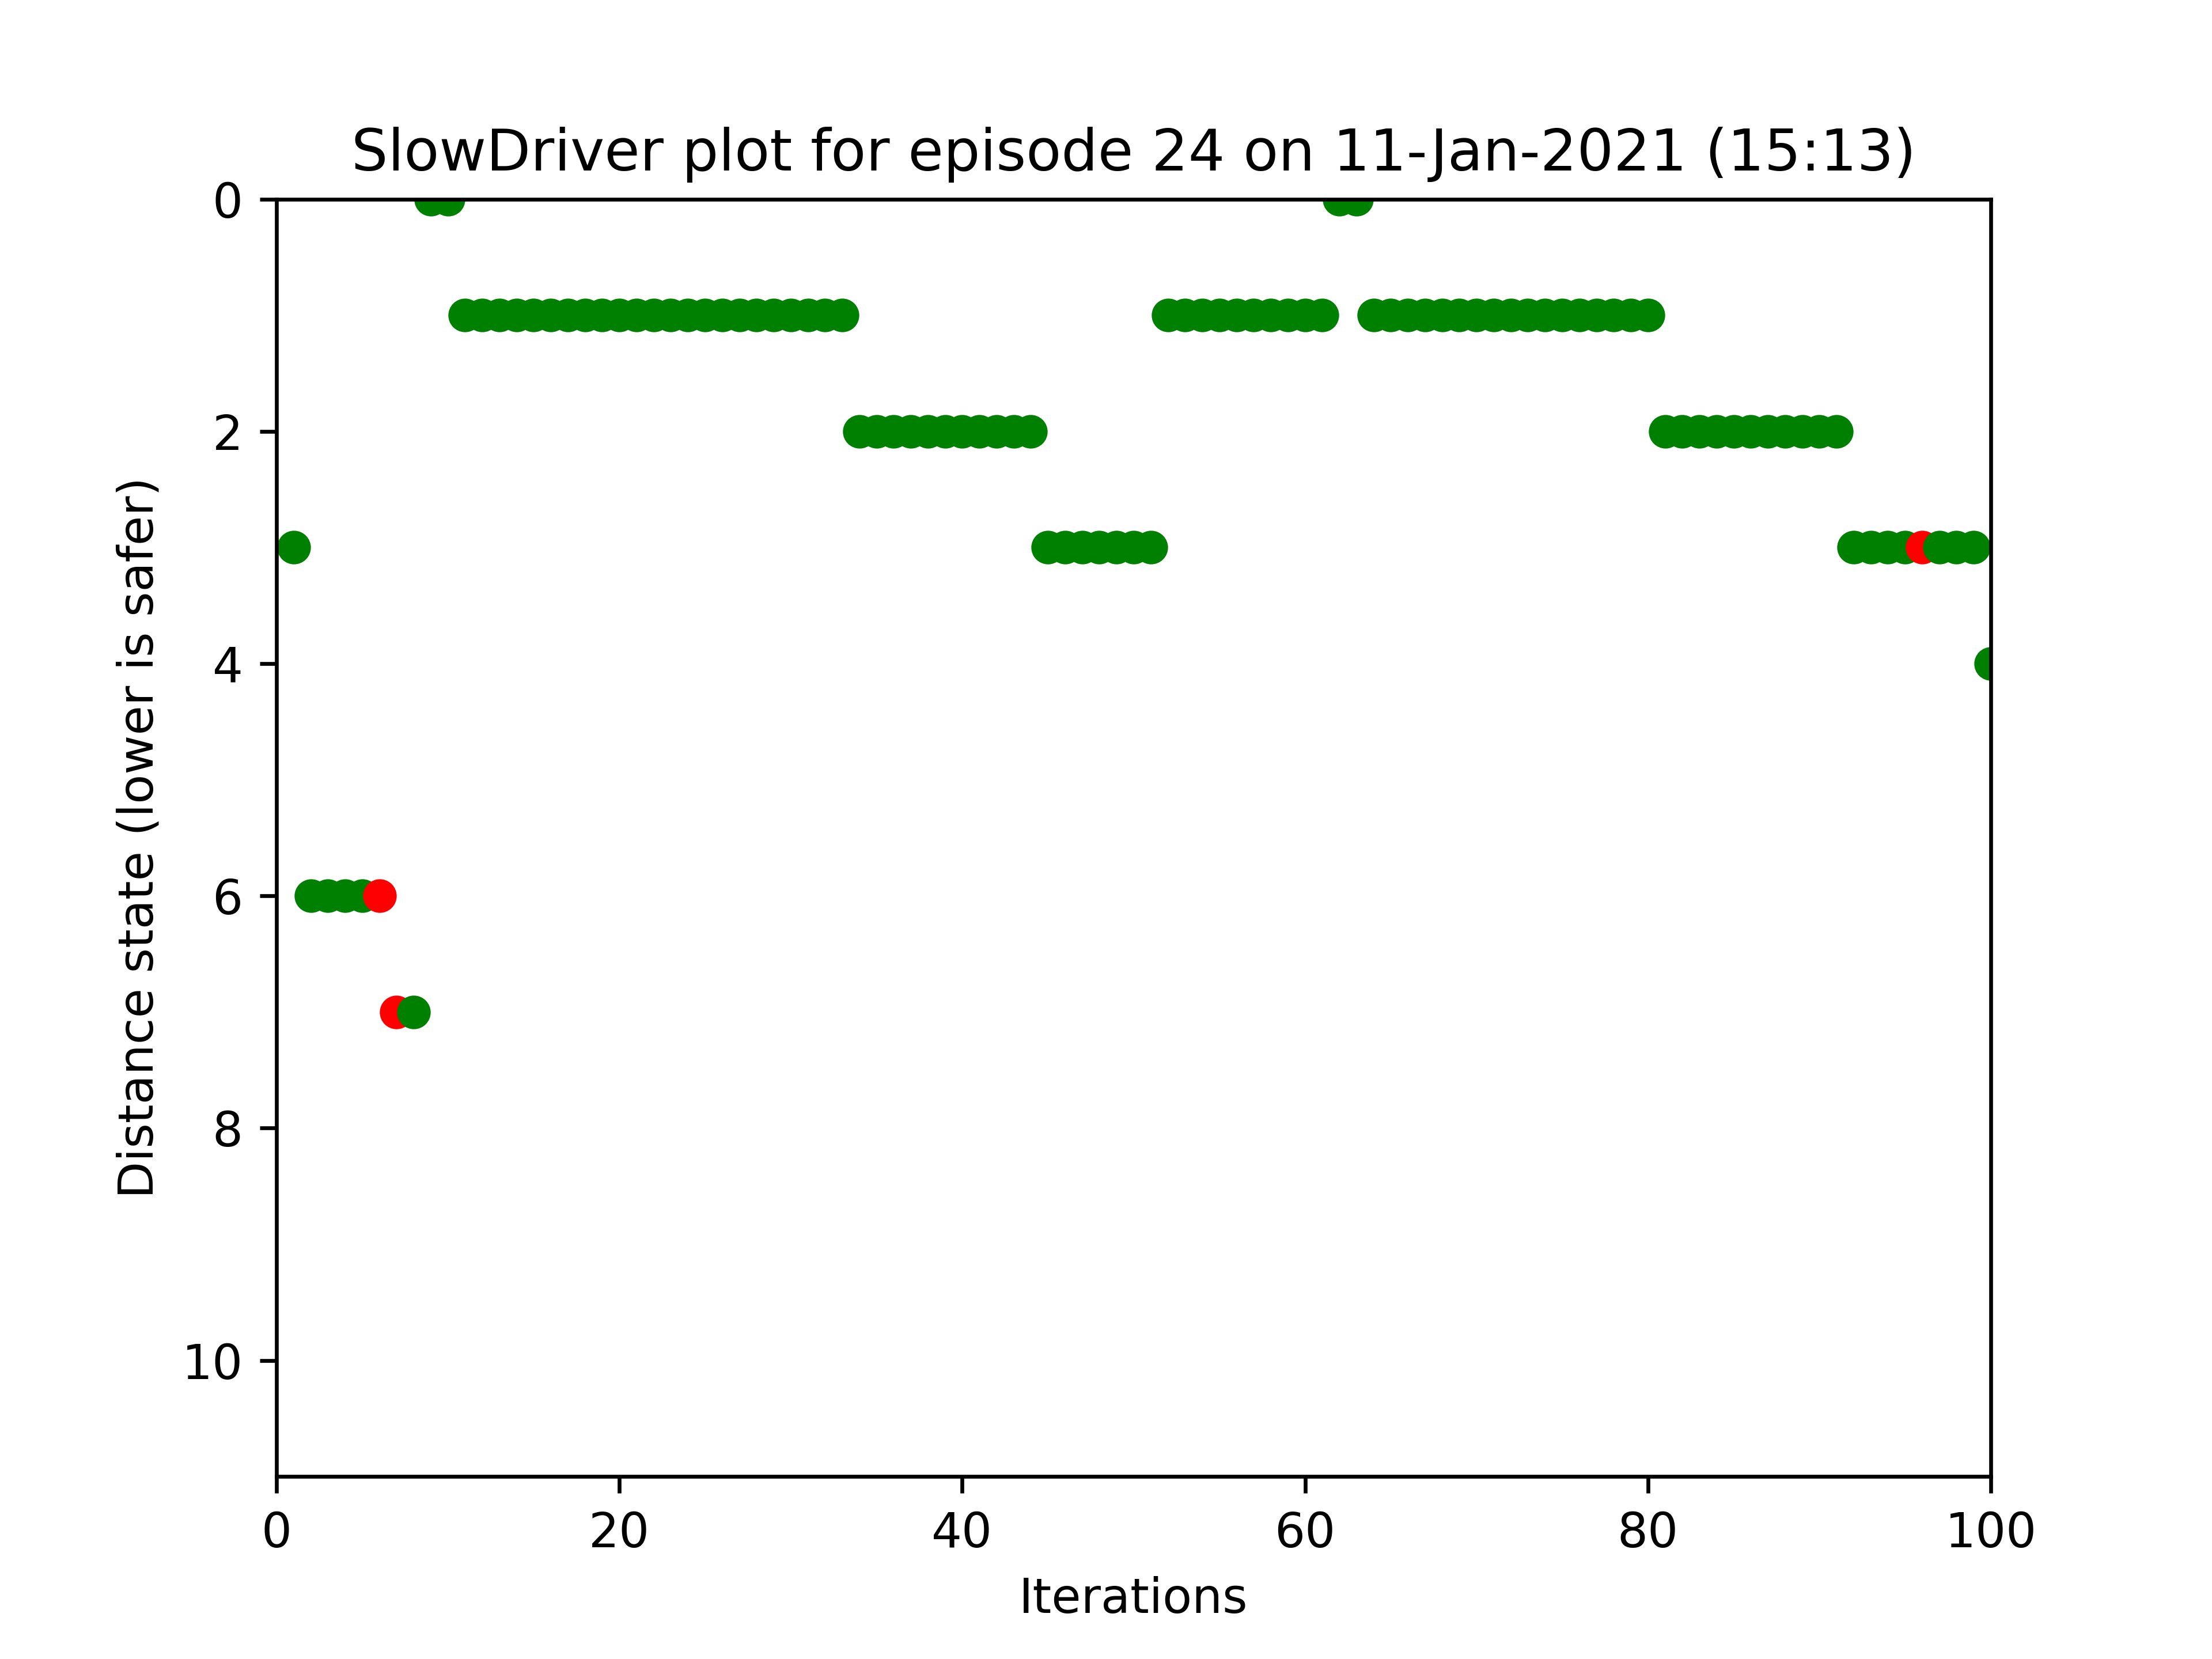 SlowDriver plot for episode 24 on 11-Jan-2021 (15:13)
0
2
4
6
8
10
Distance state (lower is safer)
0 20 40 60 80 100
Iterations